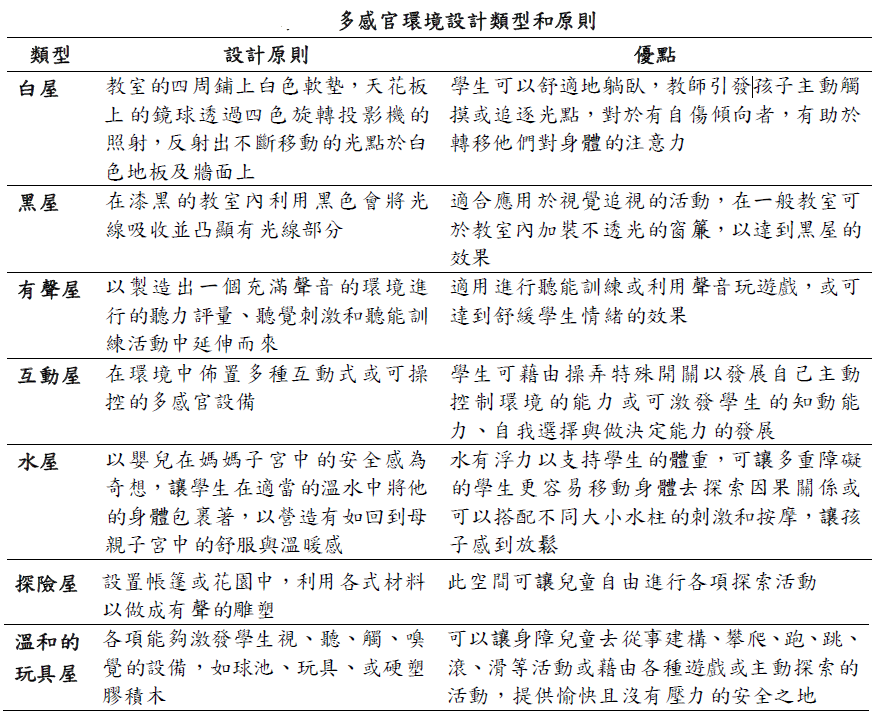 多感官環境設計類型和原則
類型 設計原則 優點
白屋 教室的四周鋪上白色軟墊，天花板 學生可以舒適地躺臥，教師引發孩子主動觸
上的鏡球透過四色旋轉投影機的 摸或追逐光點，對於有自傷傾向者，有助於
照射，反射出不斷移動的光點於白 轉移他們對身體的注意力
色地板及牆面上
黑屋 在漆黑的教室內利用黑色會將光 適合應用於視覺追視的活動，在一般教室可
線吸收並凸顯有光線部分 於教室內加裝不透光的窗簾，以達到黑屋的
效果
有聲屋 以製造出一個充滿聲音的環境進 適用進行聽能訓練或利用聲音玩遊戲，或可
行的聽力評量、聽覺刺激和聽能訓 達到舒緩學生情緒的效果
練活動中延伸而來
互動屋 在環境中佈置多種互動式或可操 學生可藉由操弄特殊開關以發展自己主動
控的多感官設備 控制環境的能力或可激發學生的知動能
力、自我選擇與做決定能力的發展
水屋 以嬰兒在媽媽子宮中的安全感為 水有浮力以支持學生的體重，可讓多重障礙
奇想，讓學生在適當的溫水中將他 的學生更容易移動身體去探索因果關係或
的身體包裹著，以營造有如回到母 可以搭配不同大小水柱的刺激和按摩，讓孩
親子宮中的舒服與溫暖感 子感到放鬆
探險屋 設置帳篷或花園中，利用各式材料 此空間可讓兒童自由進行各項探索活動
以做成有聲的雕塑
溫和的 各項能夠激發學生視、聽、觸、嗅 可以讓身障兒童去從事建構、攀爬、跑、跳、
玩具屋 覺的設備，如球池、玩具、或硬塑 滾、滑等活動或藉由各種遊戲或主動探索的
膠積木 活動，提供愉快且沒有壓力的安全之地